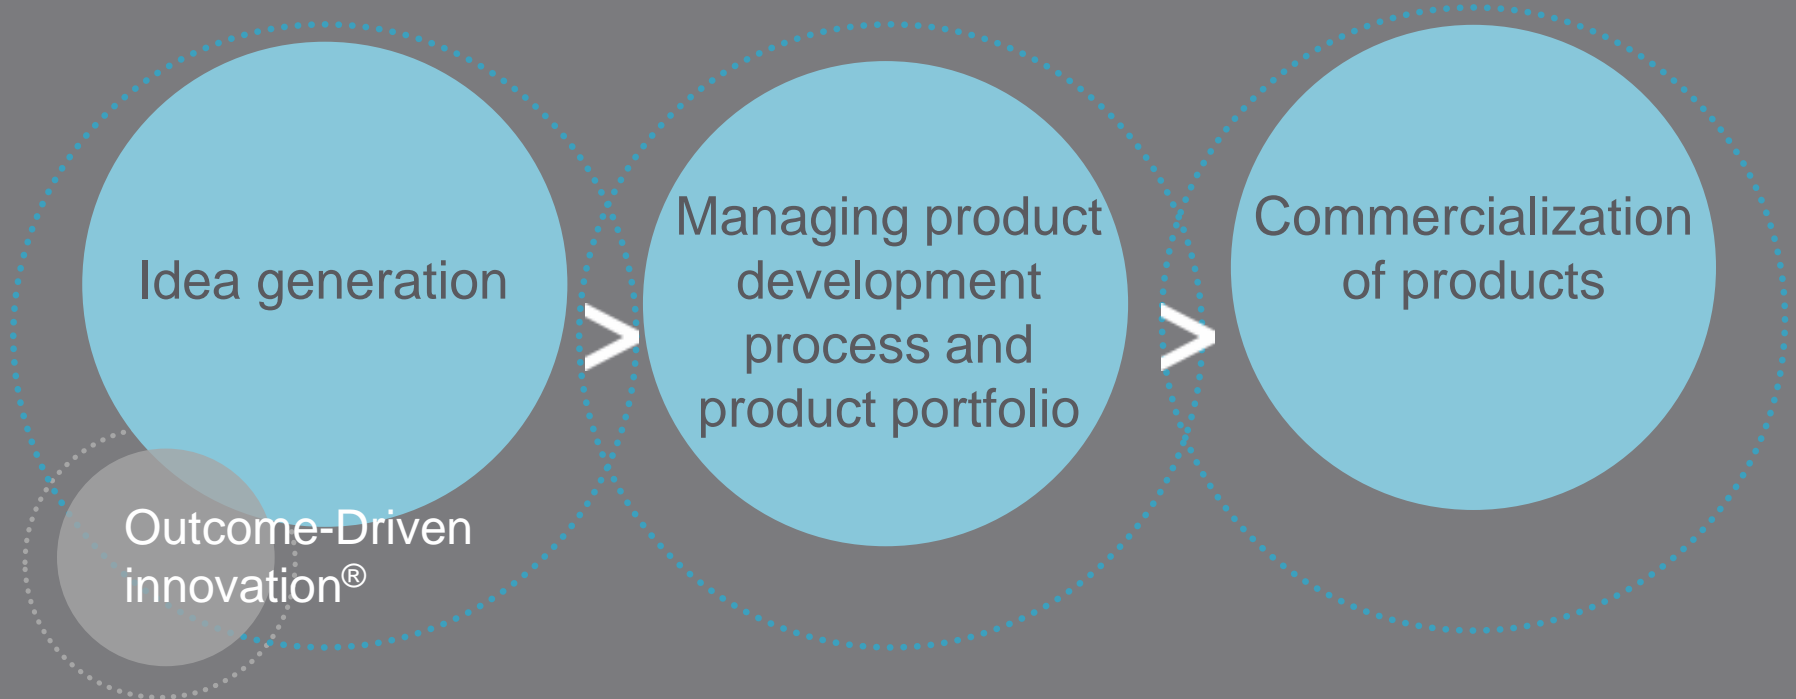 Idea generation
>
Managing product
development
process and
product portfolio
>
Commercialization
of products
Outcome-Driven
innovation®